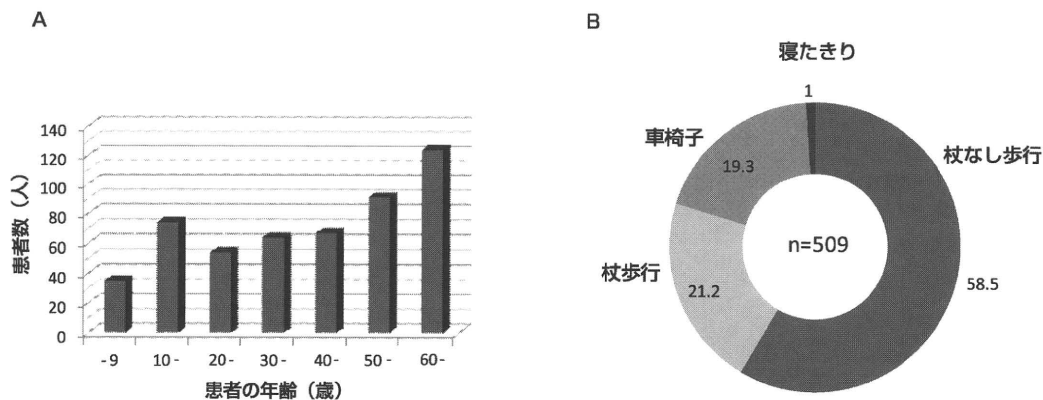 A
患者数（人）
140
120
100
80
60
40
20
0
- 9 10 - 20 - 30 - 40 - 50 - 60 -
患者の年齢（歳）
B
寝たきり
1
車椅子
19.3
杖なし歩行
n=509
杖歩行
21.2
58.5